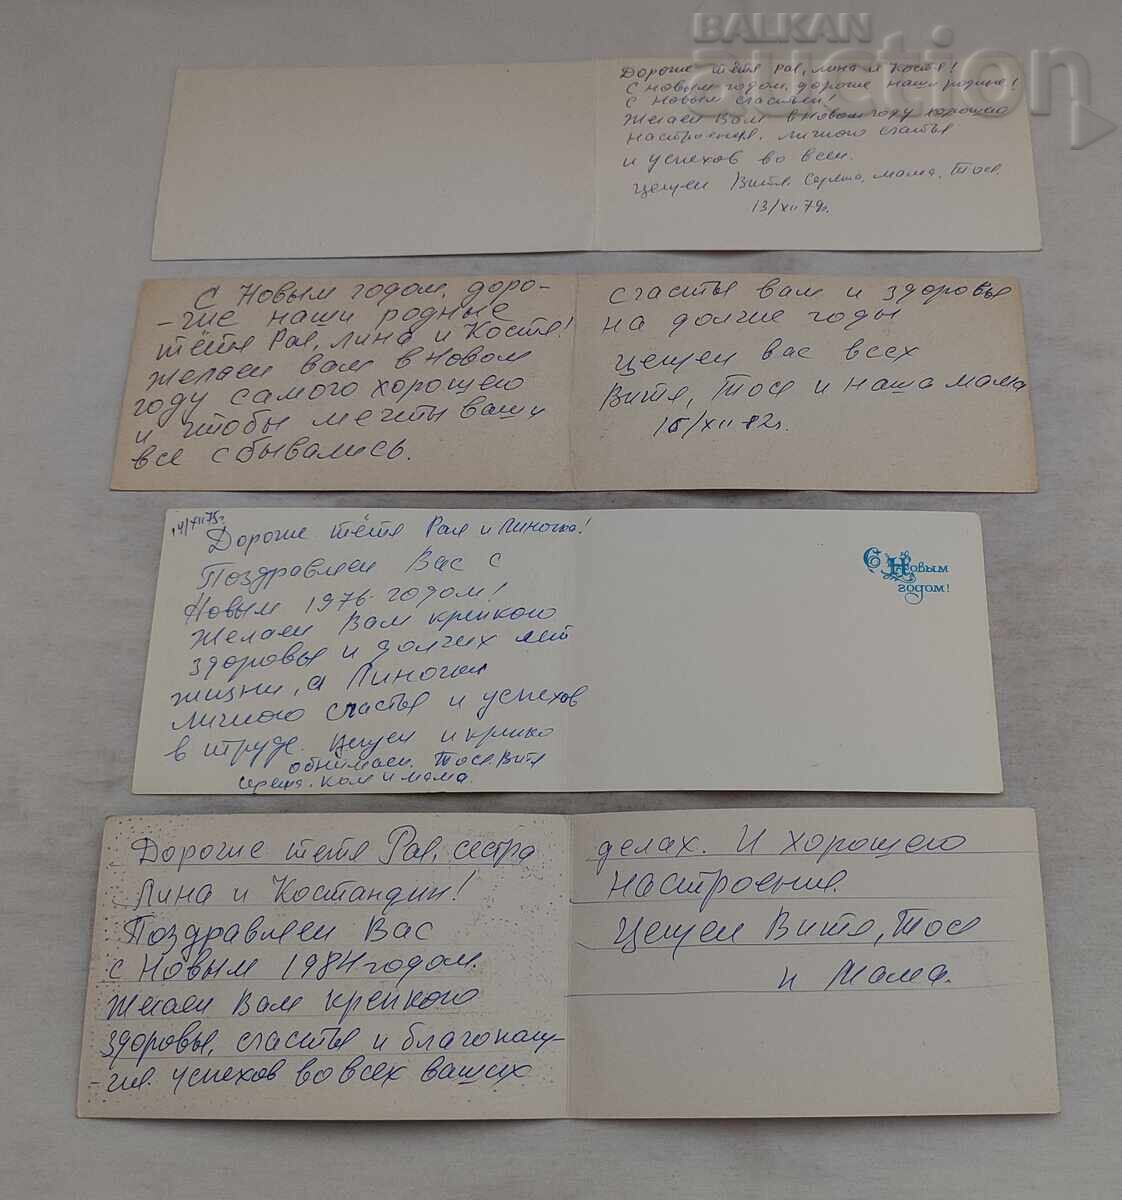 BALKAN
auction
Дорогие тётя Рая, Лина и Костя!
С Новым годом, дорогие наши родные!
С новым счастьем!
Желаем Вам в Новом году хорошего
настроения, личного счастья
и успехов во всем.
Целуем Витя, Сережа, мама, Тося.
13/XII 79г.
С Новым годом, доро-
-гие наши родные
тётя Рая, Лина и Костя!
Желаем вам в Новом
году самого хорошего
и чтобы мечты ваши
все сбывались.
счастья вам и здоровья
на долгие годы
Целуем вас всех
Витя, Тося и наша мама
/XII 82г.
14/XII 75г.
Дорогие тётя Рая и Линочка!
Поздравляем Вас с
Новым 1976 годом!
Желаем Вам крепкого
здоровья и долгих лет
жизни, а Линочки
личного счастья и успехов
в труде. Целуем и крепко
обнимаем. Тося. Витя
Сережа. Коля и мама.
С Новым
годом!
Дорогие тетя Рая, сестра
Лина и Костандин!
Поздравляем Вас
с Новым 1984 годом.
Желаем Вам крепкого
здоровья, счастья и благополу-
-чия. успехов во всех ваших
делах. И хорошего
настроения.
Целуем Витя, Тося
и Мама.